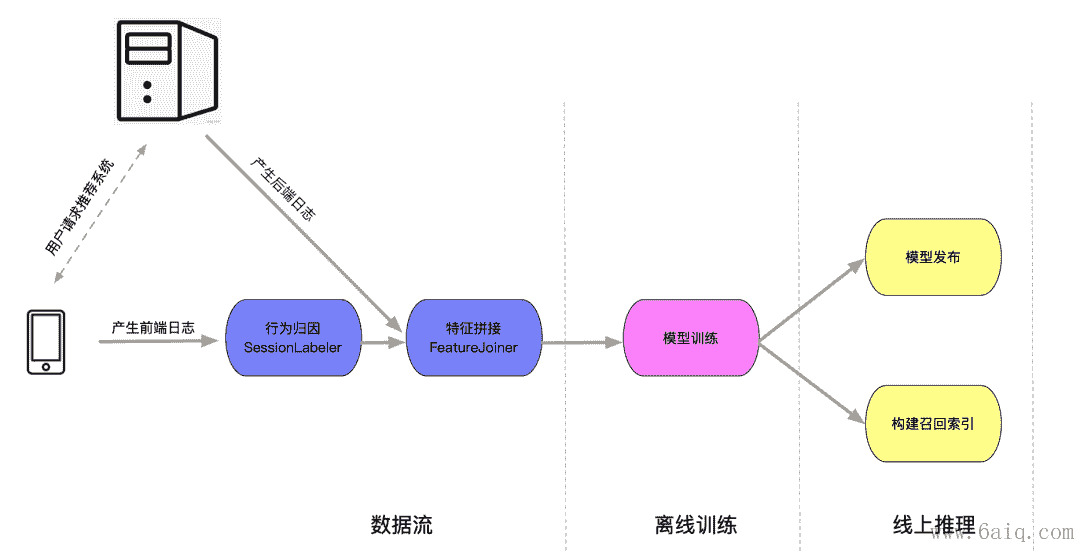 产生后端日志
用户请求推荐系统
模型发布
产生前端日志
行为归因
SessionLabeler
特征拼接
FeatureJoiner
模型训练
构建召回索引
数据流
离线训练
线上推理
www.6aiq.com